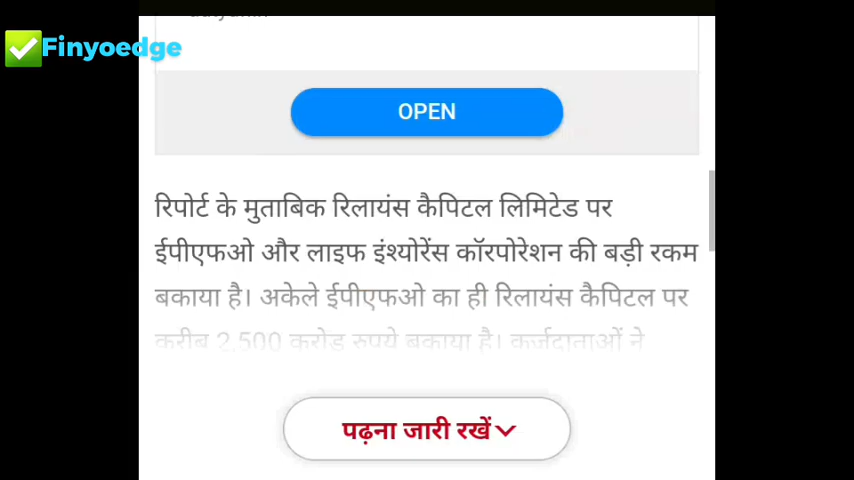 ✅Finyoedge
OPEN
रिपोर्ट के मुताबिक रिलायंस कैपिटल लिमिटेड पर
ईपीएफओ और लाइफ इंश्योरेंस कॉरपोरेशन की बड़ी रकम
बकाया है। अकेले ईपीएफओ का ही रिलायंस कैपिटल पर
करीब 2,500 करोड़ रुपये बकाया है। कर्जदाताओं ने
पढ़ना जारी रखें